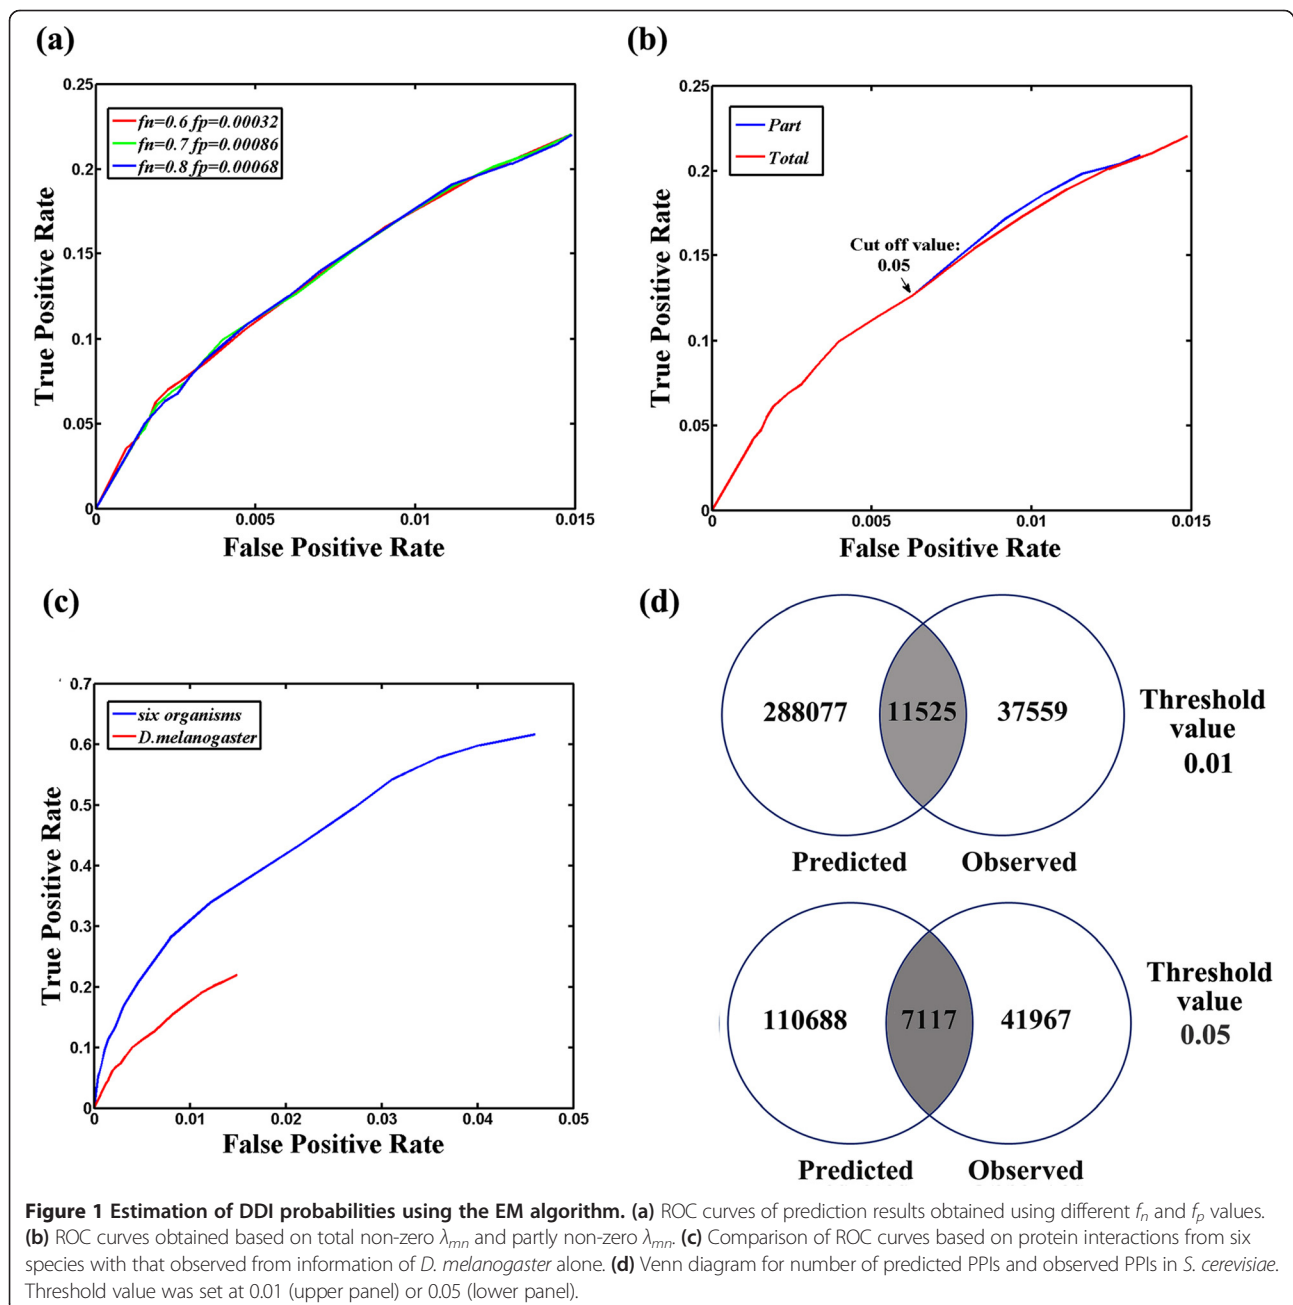 (a)
0.25
0.2
0.15
0.1
0.05
0
0
0.005
0.01
0.015
True Positive Rate
False Positive Rate
fn=0.6 fp=0.00032
fn=0.7 fp=0.00086
fn=0.8 fp=0.00068
(b)
0.25
0.2
0.15
0.1
0.05
0
0
0.005
0.01
0.015
True Positive Rate
False Positive Rate
Part
Total
Cut off value:
0.05
(c)
0.7
0.6
0.5
0.4
0.3
0.2
0.1
0
0
0.01
0.02
0.03
0.04
0.05
True Positive Rate
False Positive Rate
six organisms
D.melanogaster
(d)
288077
11525
37559
Threshold
value
0.01
Predicted
Observed
110688
7117
41967
Threshold
value
0.05
Predicted
Observed
Figure 1 Estimation of DDI probabilities using the EM algorithm. (a) ROC curves of prediction results obtained using different fn and fp values.
(b) ROC curves obtained based on total non-zero λmn and partly non-zero λmn. (c) Comparison of ROC curves based on protein interactions from six
species with that observed from information of D. melanogaster alone. (d) Venn diagram for number of predicted PPIs and observed PPIs in S. cerevisiae.
Threshold value was set at 0.01 (upper panel) or 0.05 (lower panel).